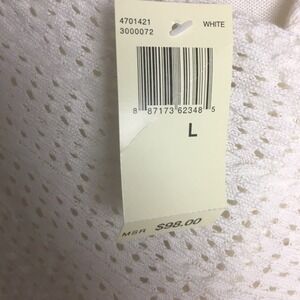 4701421 WHITE
3000072
8 87173 62348 5
L
MSR $98.00